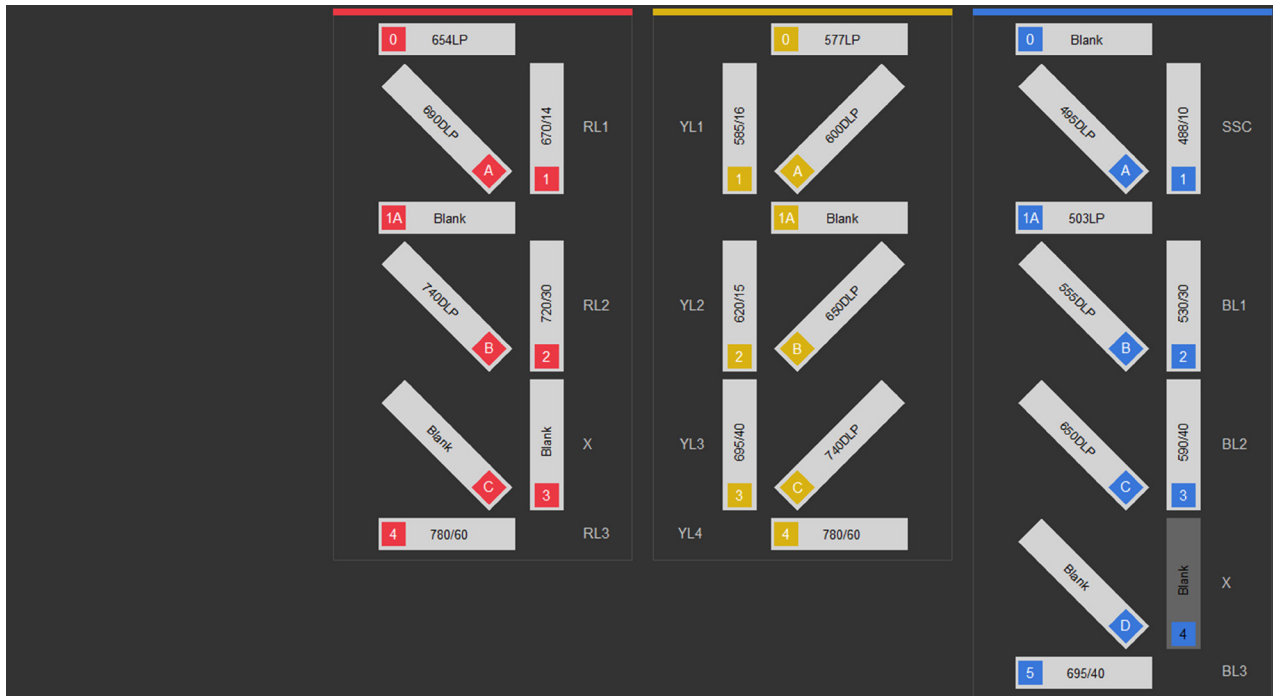 0 654LP
690DLP
A
670/14
1
RL1
1A Blank
740DLP
B
720/30
2
RL2
Blank
C
Blank
3
X
4 780/60
RL3
0 577LP
YL1
585/16
1
600DLP
A
1A Blank
YL2
620/15
2
650DLP
B
YL3
695/40
3
740DLP
C
YL4
4 780/60
0 Blank
495DLP
A
488/10
1
SSC
1A 503LP
555DLP
B
530/30
2
BL1
650DLP
C
590/40
3
BL2
Blank
D
Blank
4
X
5 695/40
BL3